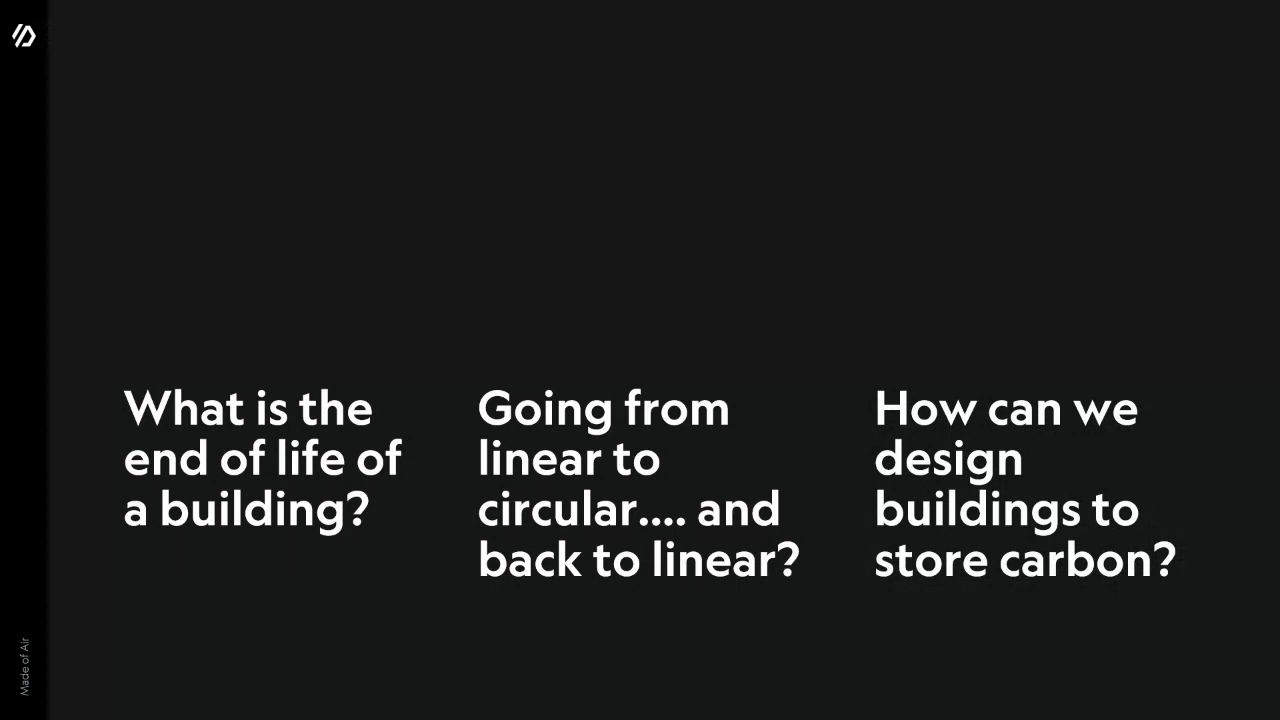 What is the
end of life of
a building?
Going from
linear to
circular.... and
back to linear?
How can we
design
buildings to
store carbon?
Made of Air